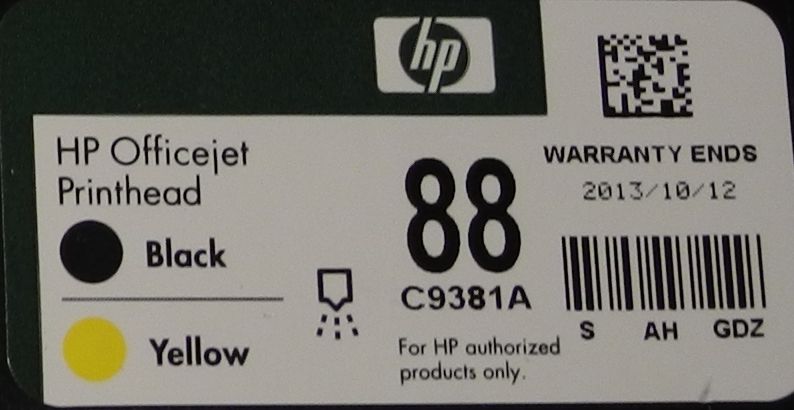 hp
HP Officejet
Printhead
Black
Yellow
88
C9381A
For HP authorized
products only.
WARRANTY ENDS
2013/10/12
S AH GDZ